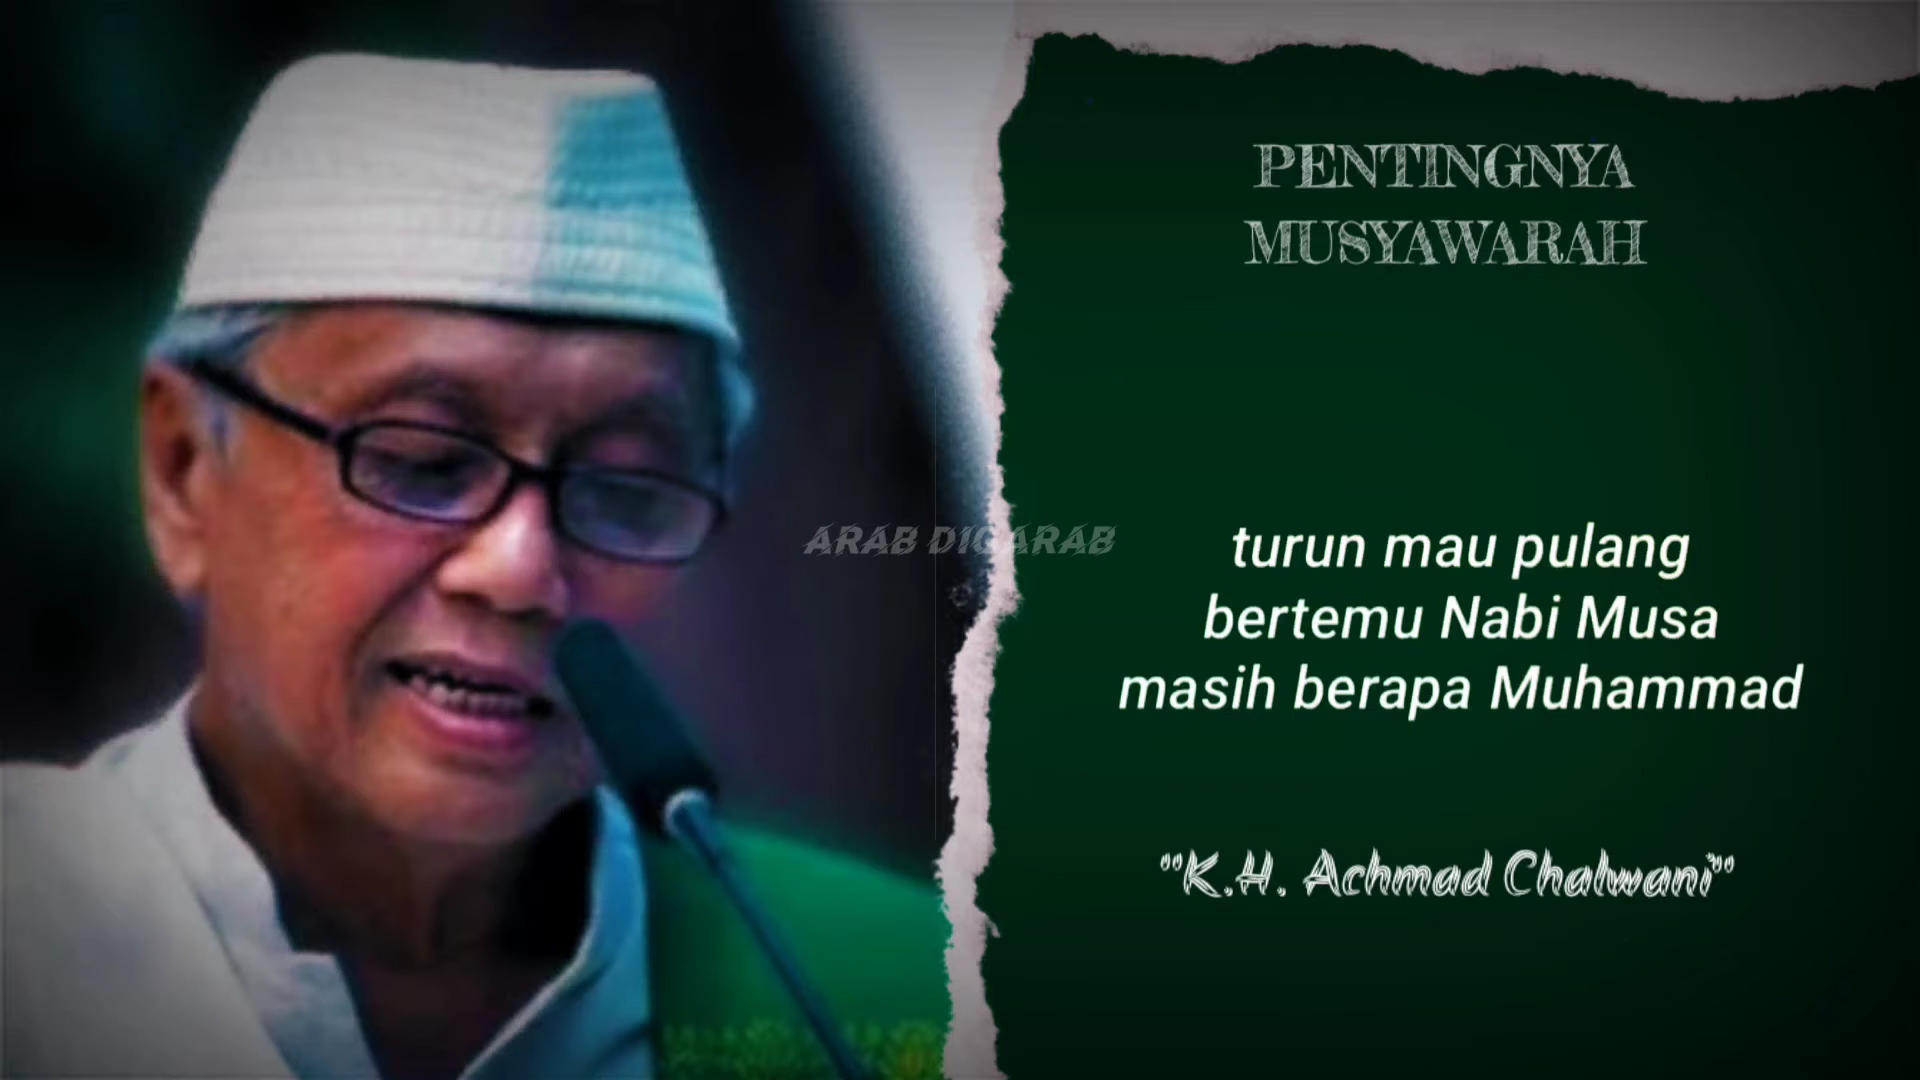 PENTINGNYA
MUSYAWARAH
ARAB DIGARAB
turun mau pulang
bertemu Nabi Musa
masih berapa Muhammad
"K.H. Achmad Chalwani"